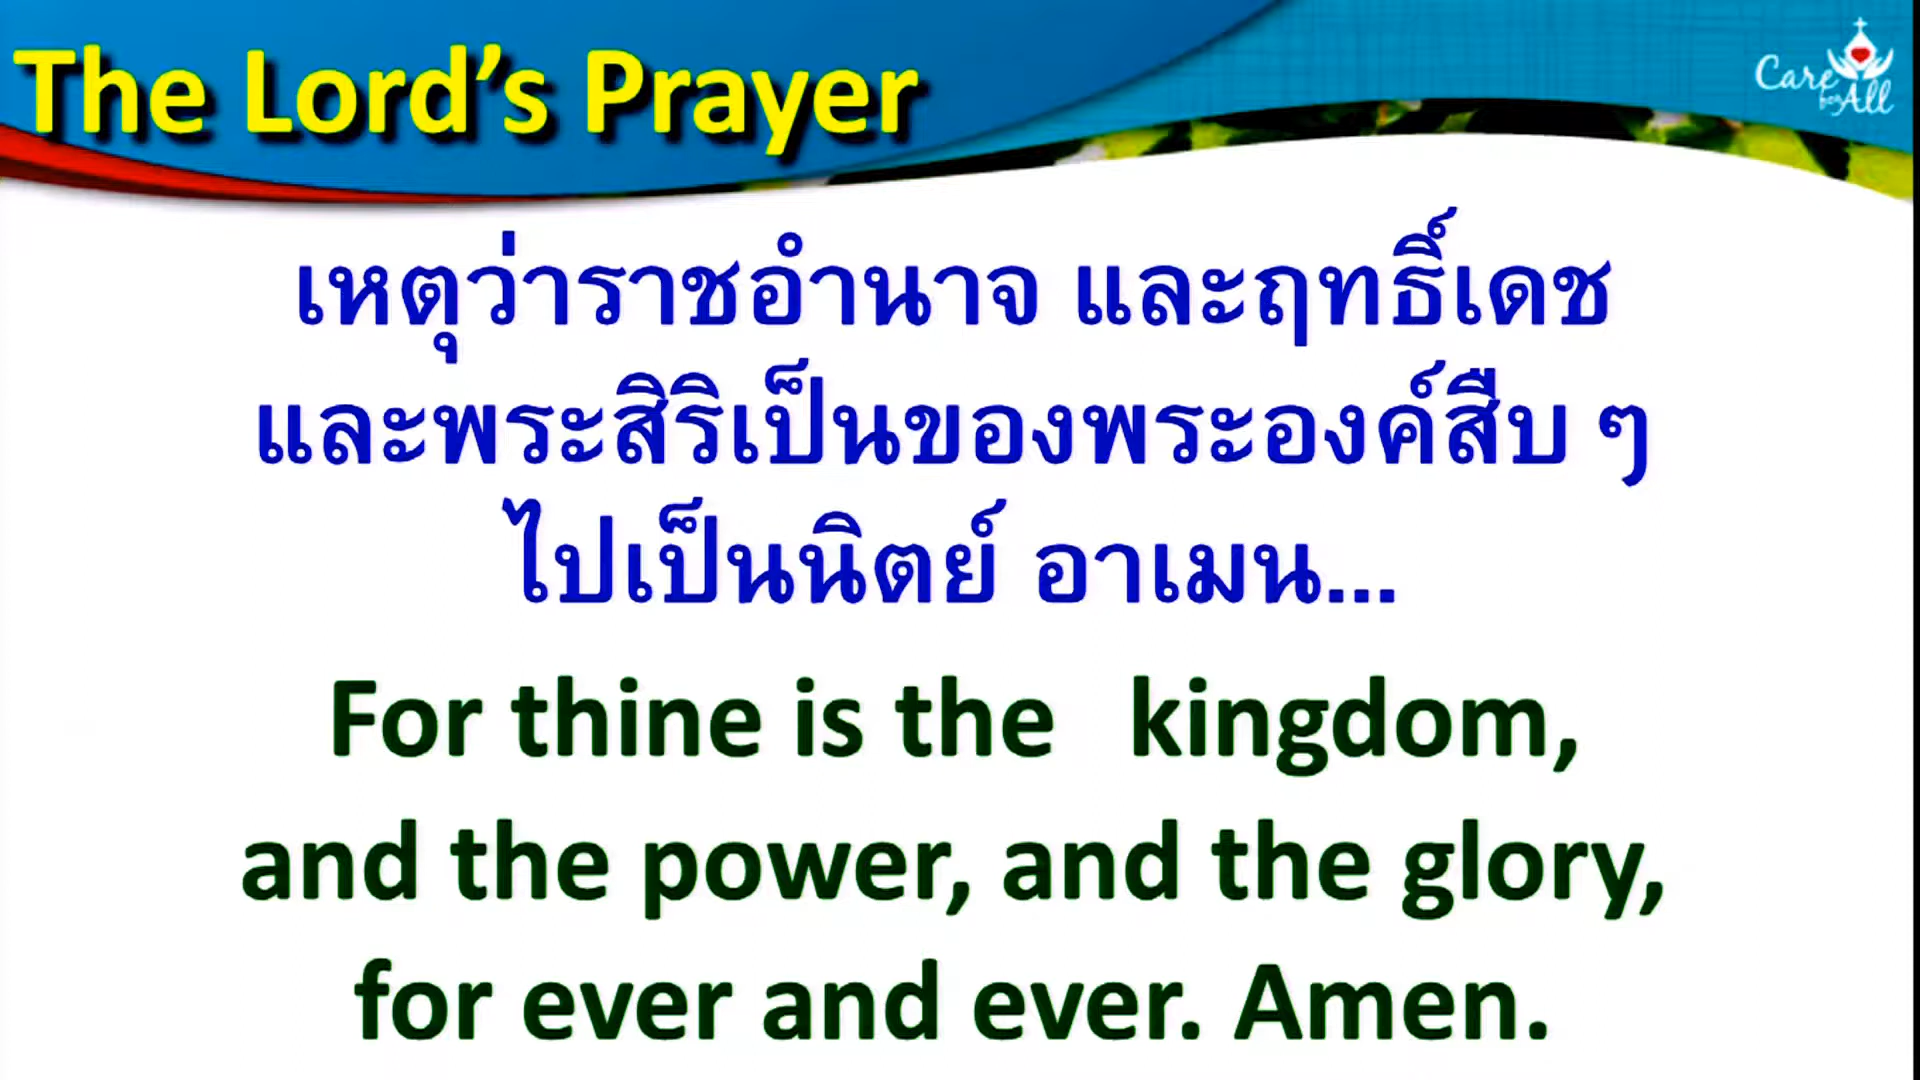 The Lord’s Prayer
Care
for All
เหตุว่าราชอำนาจ และฤทธิ์เดช
และพระสิริเป็นของพระองค์สืบ ๆ
ไปเป็นนิตย์ อาเมน...
For thine is the kingdom,
and the power, and the glory,
for ever and ever. Amen.